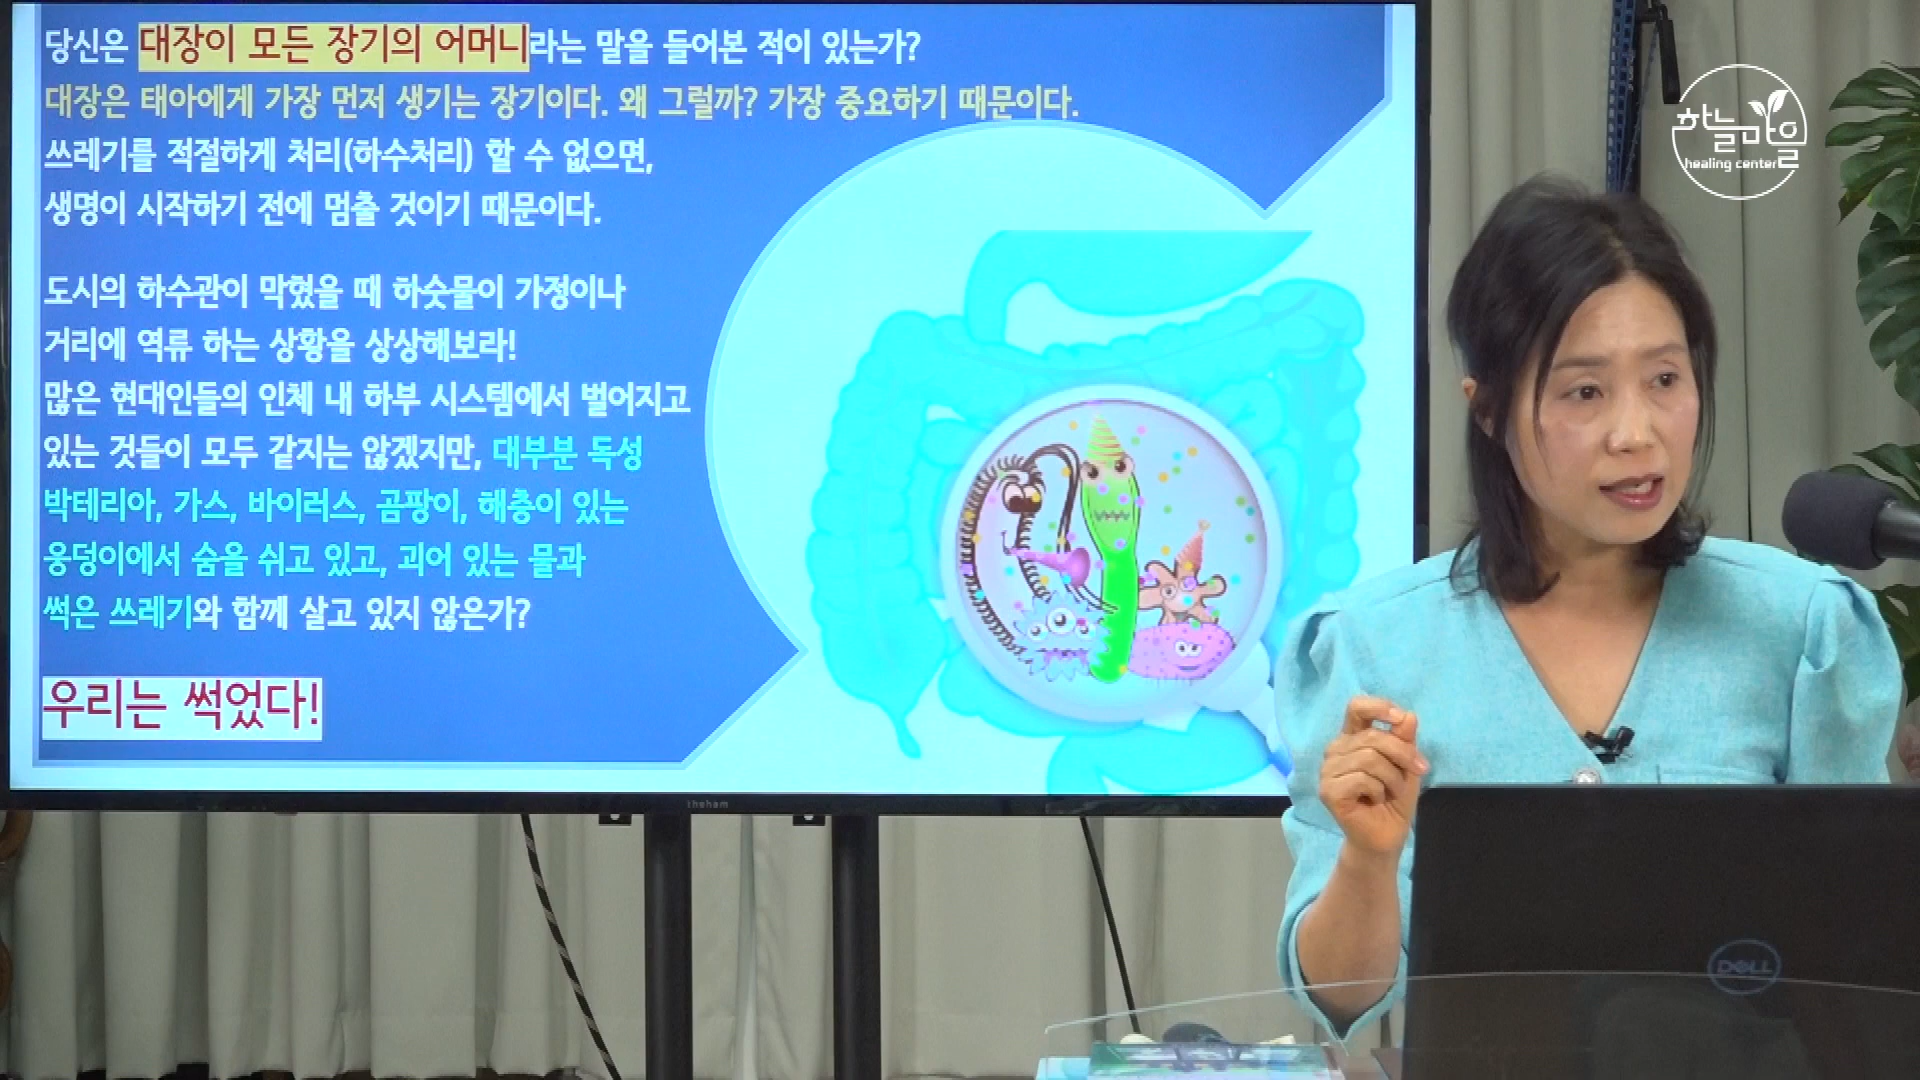 당신은 대장이 모든 장기의 어머니라는 말을 들어본 적이 있는가?
대장은 태아에게 가장 먼저 생기는 장기이다. 왜 그럴까? 가장 중요하기 때문이다.
쓰레기를 적절하게 처리(하수처리) 할 수 없으면,
생명이 시작하기 전에 멈출 것이기 때문이다.
도시의 하수관이 막혔을 때 하숫물이 가정이나
거리에 역류 하는 상황을 상상해보라!
많은 현대인들의 인체 내 하부 시스템에서 벌어지고
있는 것들이 모두 같지는 않겠지만, 대부분 독성
박테리아, 가스, 바이러스, 곰팡이, 해충이 있는
웅덩이에서 숨을 쉬고 있고, 괴어 있는 물과
썩은 쓰레기와 함께 살고 있지 않은가?
우리는 썩었다!
하늘마을
healing center
theham
DELL